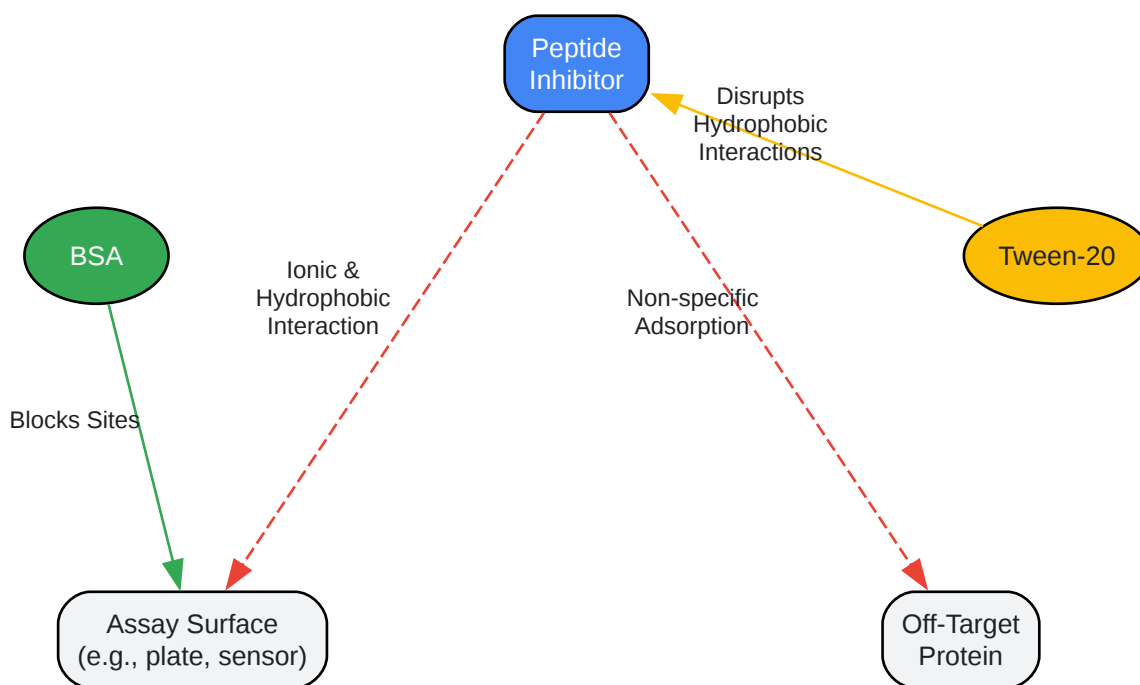 Peptide
Inhibitor
Disrupts
Hydrophobic
Interactions
BSA
Tween-20
Ionic &
Hydrophobic
Interaction
Non-specific
Adsorption
Blocks Sites
Assay Surface
(e.g., plate, sensor)
Off-Target
Protein